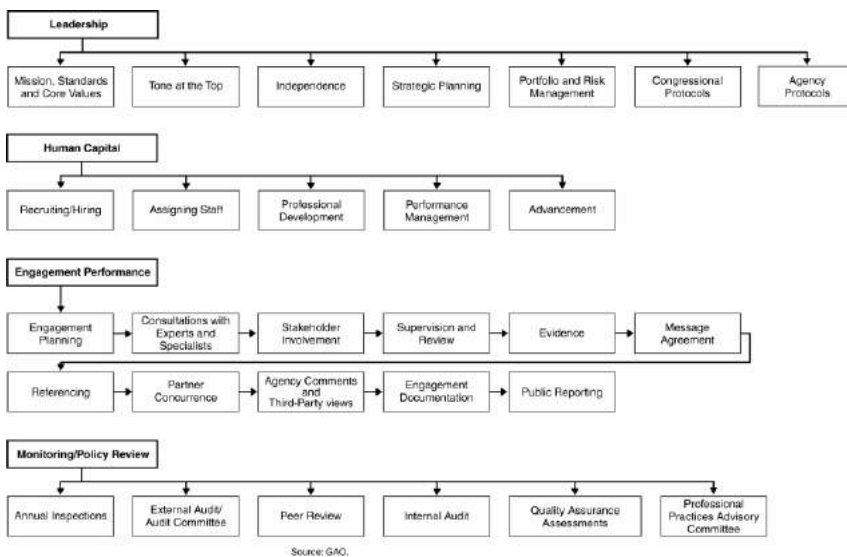 Leadership
Mission, Standards
and Core Values
Tone at the Top
Independence
Strategic Planning
Portfolio and Risk
Management
Congressional
Protocols
Agency
Protocols
Human Capital
Recruiting/Hiring
Assigning Staff
Professional
Development
Performance
Management
Advancement
Engagement Performance
Engagement
Planning
Consultations with
Experts and
Specialists
Stakeholder
Involvement
Supervision and
Review
Evidence
Message
Agreement
Referencing
Partner
Concurrence
Agency Comments
and
Third-Party views
Engagement
Documentation
Public Reporting
Monitoring/Policy Review
Annual Inspections
External Audit/
Audit Committee
Peer Review
Internal Audit
Quality Assurance
Assessments
Professional
Practices Advisory
Committee
Source: GAO.